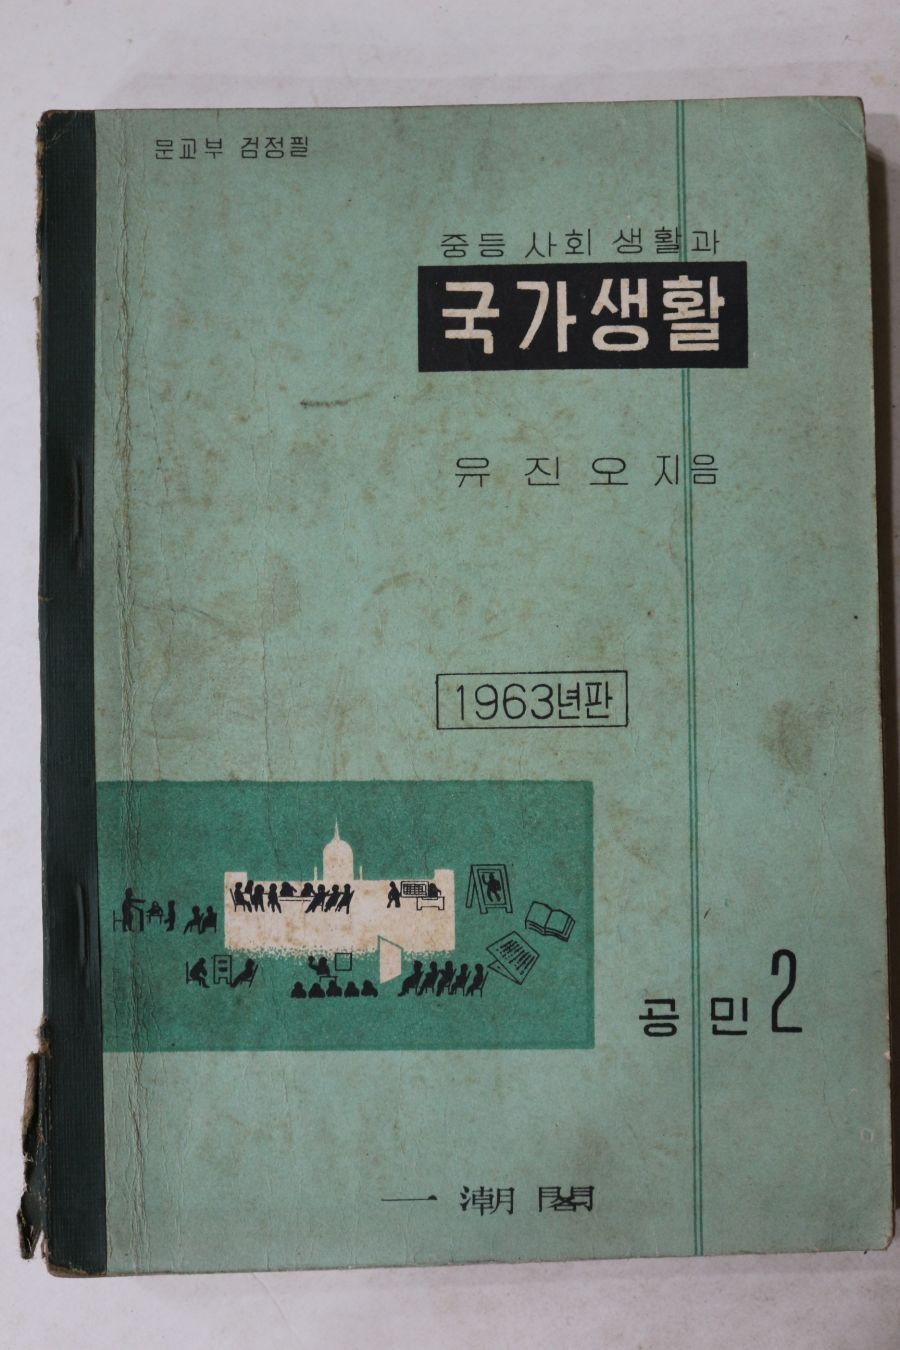 문교부 검정필
중등 사회 생활과
국가생활
유 진 오 지음
1963년판
공 민 2
一 潮 閣